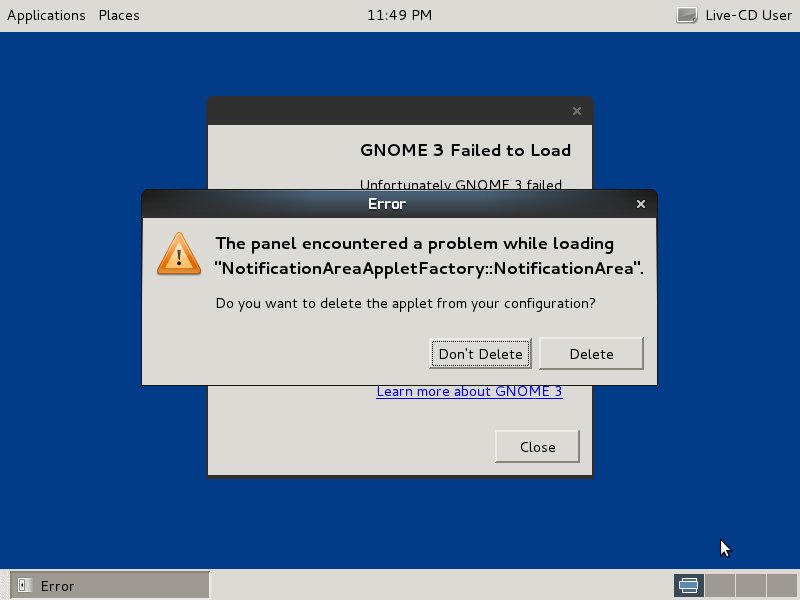 Applications Places 11:49 PM Live-CD User
GNOME 3 Failed to Load
Unfortunately GNOME 3 failed
Error
The panel encountered a problem while loading
"NotificationAreaAppletFactory::NotificationArea".
Do you want to delete the applet from your configuration?
Don't Delete Delete
Learn more about GNOME 3
Close
Error